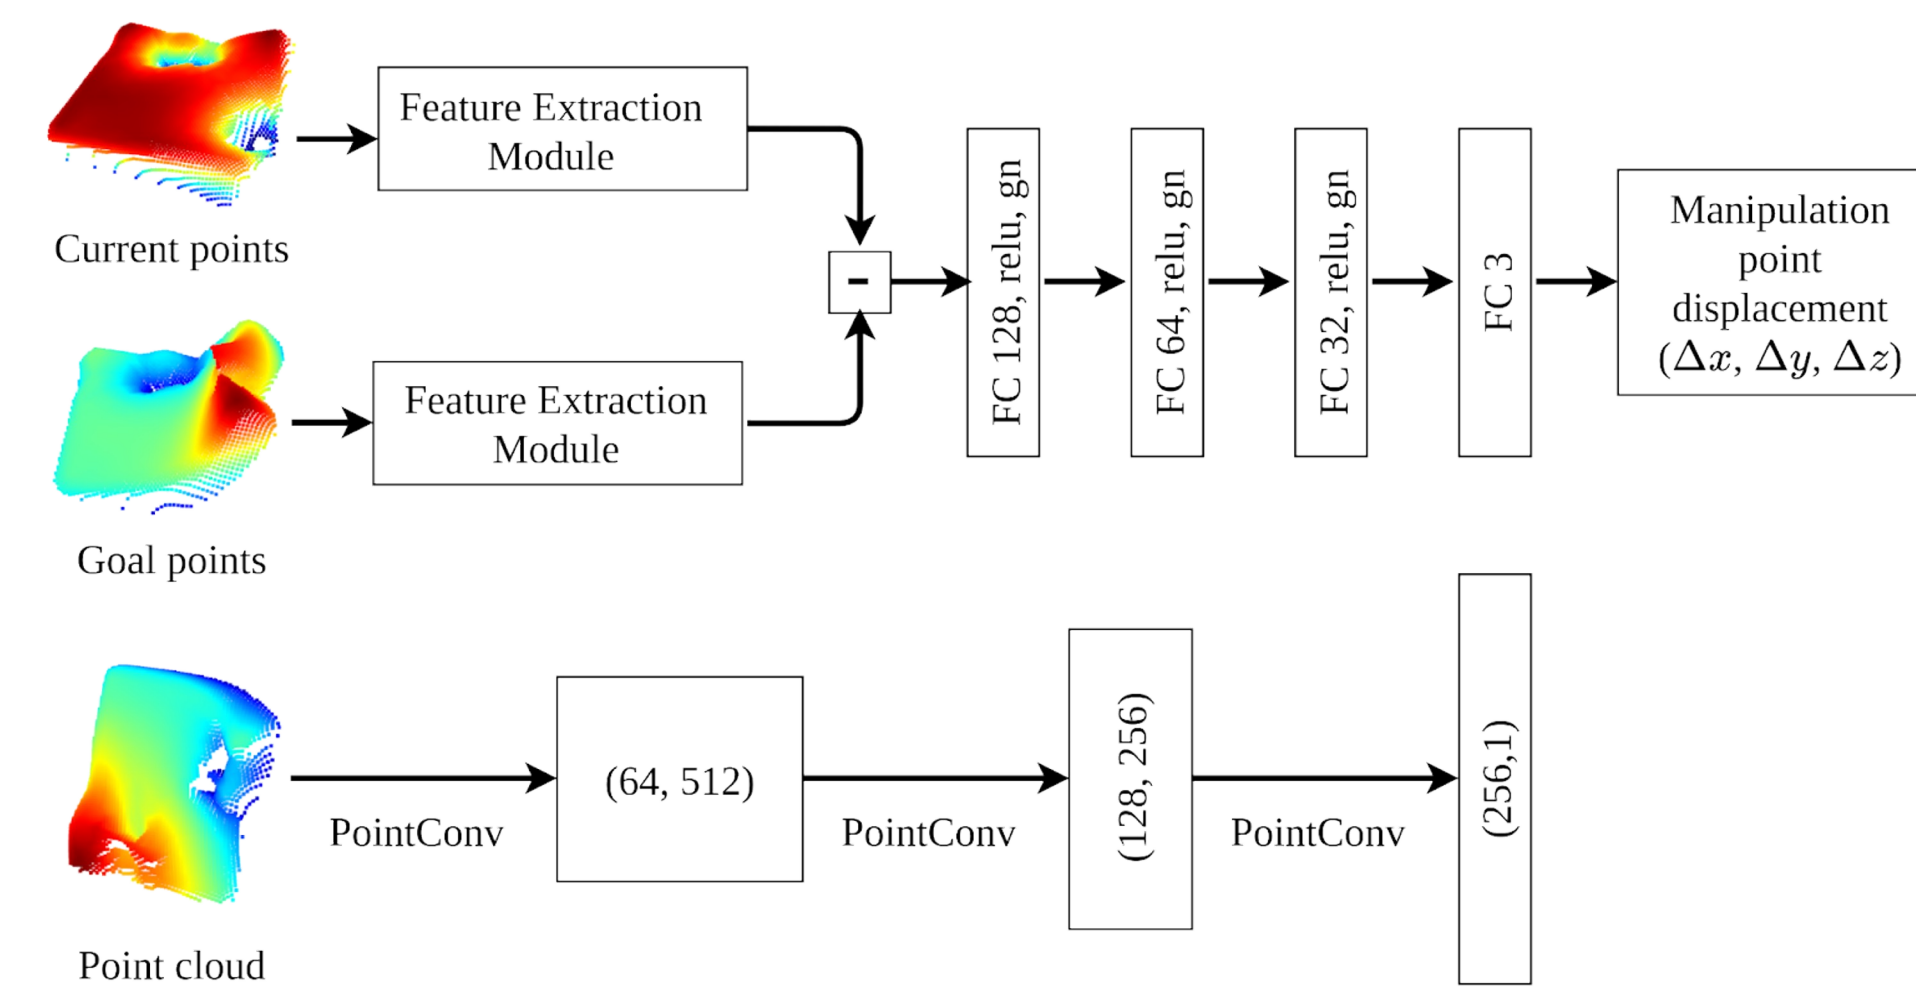 Current points
Feature Extraction
Module
Goal points
Feature Extraction
Module
-
FC 128, relu, gn
FC 64, relu, gn
FC 32, relu, gn
FC 3
Manipulation
point
displacement
(Δx, Δy, Δz)
Point cloud
PointConv
(64, 512)
PointConv
(128, 256)
PointConv
(256,1)